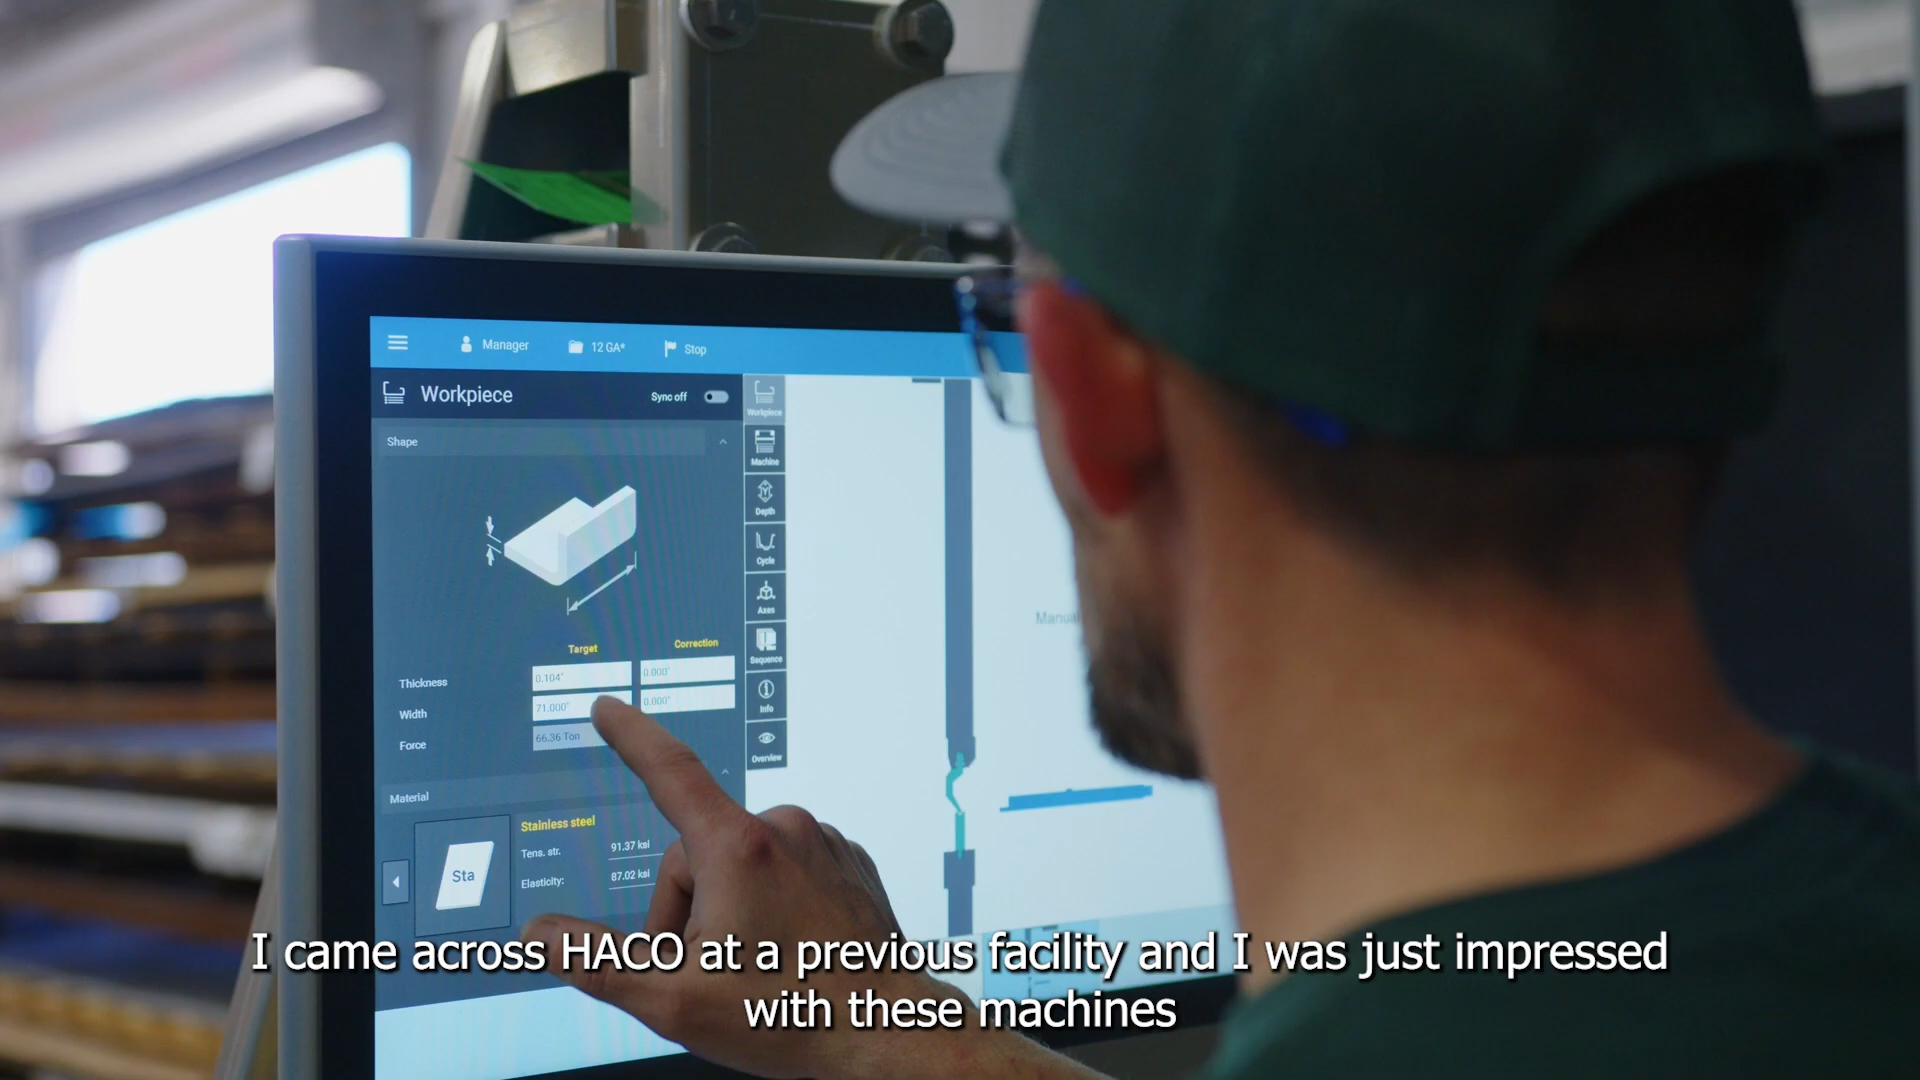 Manager
12 GA*
Stop
Workpiece
Sync off
Workpiece
Shape
Machine
Depth
Cycle
Axes
Target
Correction
Sequence
Thickness
0.104"
0.000"
Width
71.000"
0.000"
Info
Force
66.36 Ton
Overview
Manual
Material
Stainless steel
Sta
Tens. str.
91.37 ksi
Elasticity:
87.02 ksi
I came across HACO at a previous facility and I was just impressed
with these machines